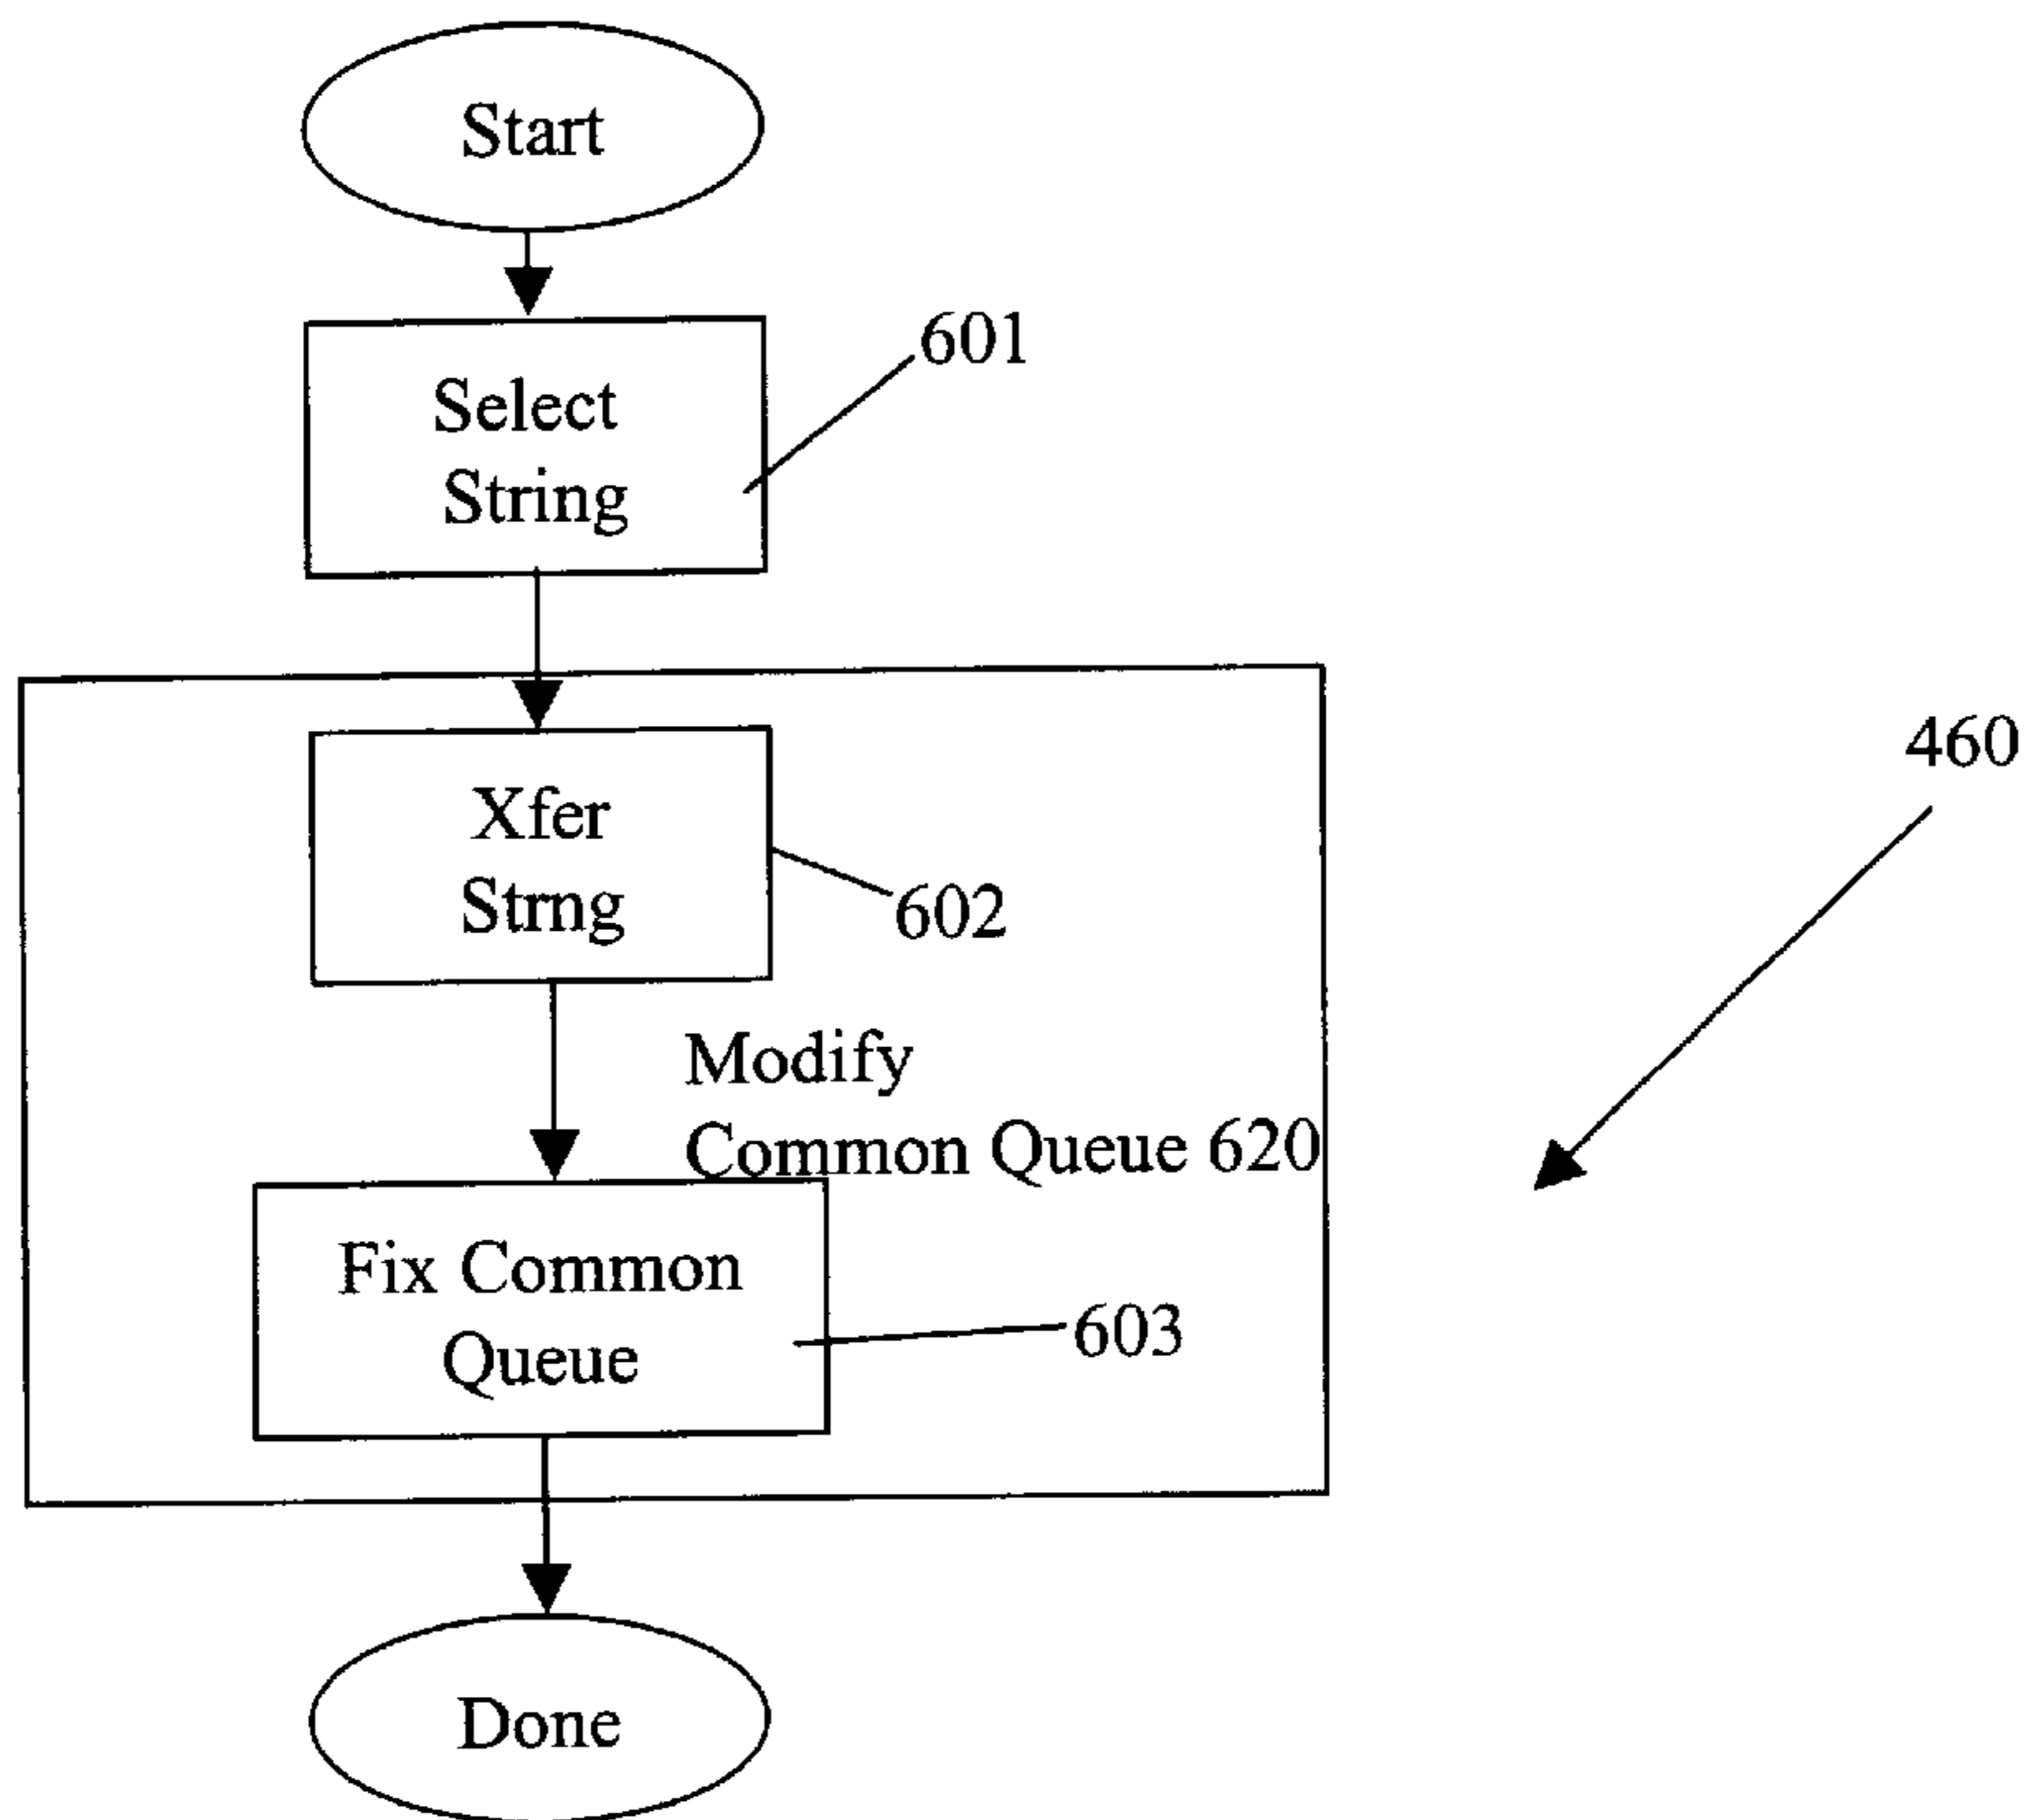 Start
601
Select
String
460
Xfer
Strng
602
Modify
Common Queue 620
Fix Common
Queue
603
Done